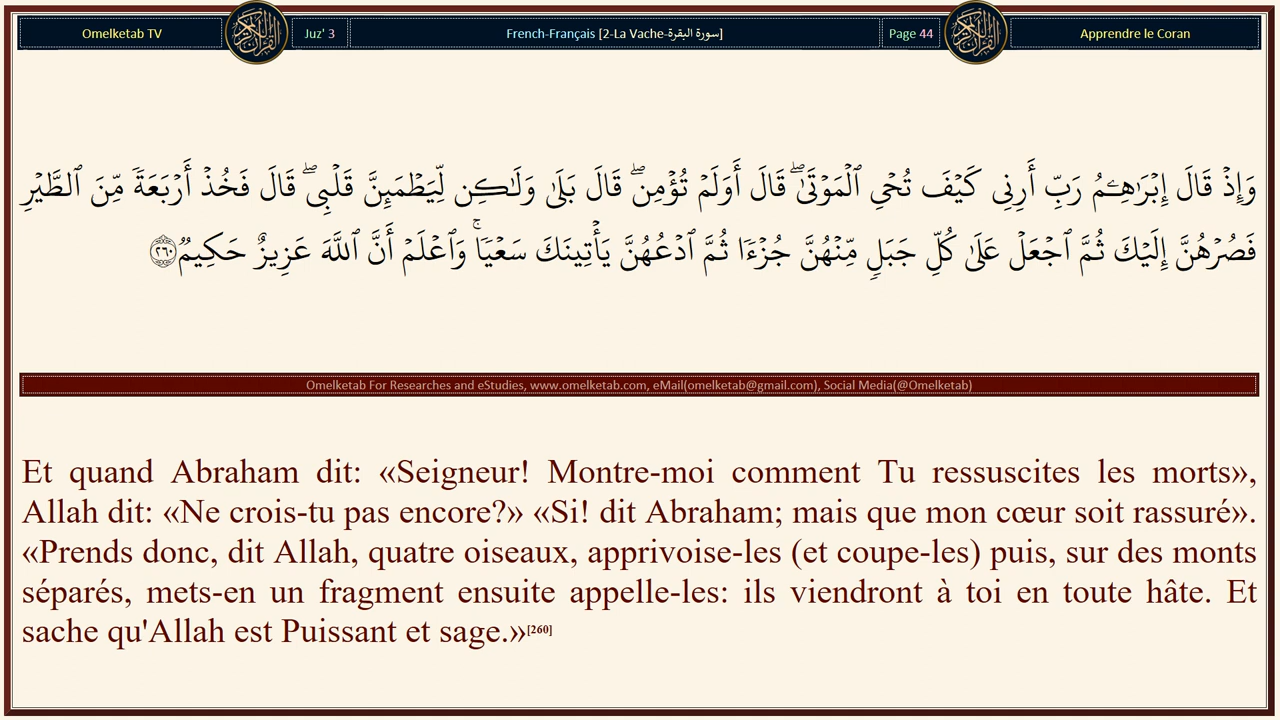 Omelketab TV
Juz' 3
French-Français [2-La Vache-سورة البقرة]
Page 44
Apprendre le Coran
وَإِذۡ قَالَ إِبۡرَٰهِـۧمُ رَبِّ أَرِنِي كَيۡفَ تُحۡيِ ٱلۡمَوۡتَىٰۖ قَالَ أَوَلَمۡ تُؤۡمِنۖ قَالَ بَلَىٰ وَلَٰكِن لِّيَطۡمَئِنَّ قَلۡبِيۖ قَالَ فَخُذۡ أَرۡبَعَةٗ مِّنَ ٱلطَّيۡرِ
فَصُرۡهُنَّ إِلَيۡكَ ثُمَّ ٱجۡعَلۡ عَلَىٰ كُلِّ جَبَلٖ مِّنۡهُنَّ جُزۡءٗا ثُمَّ ٱدۡعُهُنَّ يَأۡتِينَكَ سَعۡيٗاۚ وَٱعۡلَمۡ أَنَّ ٱللَّهَ عَزِيزٌ حَكِيمٞ ٢٦٠
Omelketab For Researches and eStudies, www.omelketab.com, eMail(omelketab@gmail.com), Social Media(@Omelketab)
Et quand Abraham dit: «Seigneur! Montre-moi comment Tu ressuscites les morts»,
Allah dit: «Ne crois-tu pas encore?» «Si! dit Abraham; mais que mon cœur soit rassuré».
«Prends donc, dit Allah, quatre oiseaux, apprivoise-les (et coupe-les) puis, sur des monts
séparés, mets-en un fragment ensuite appelle-les: ils viendront à toi en toute hâte. Et
sache qu'Allah est Puissant et sage.»[260]